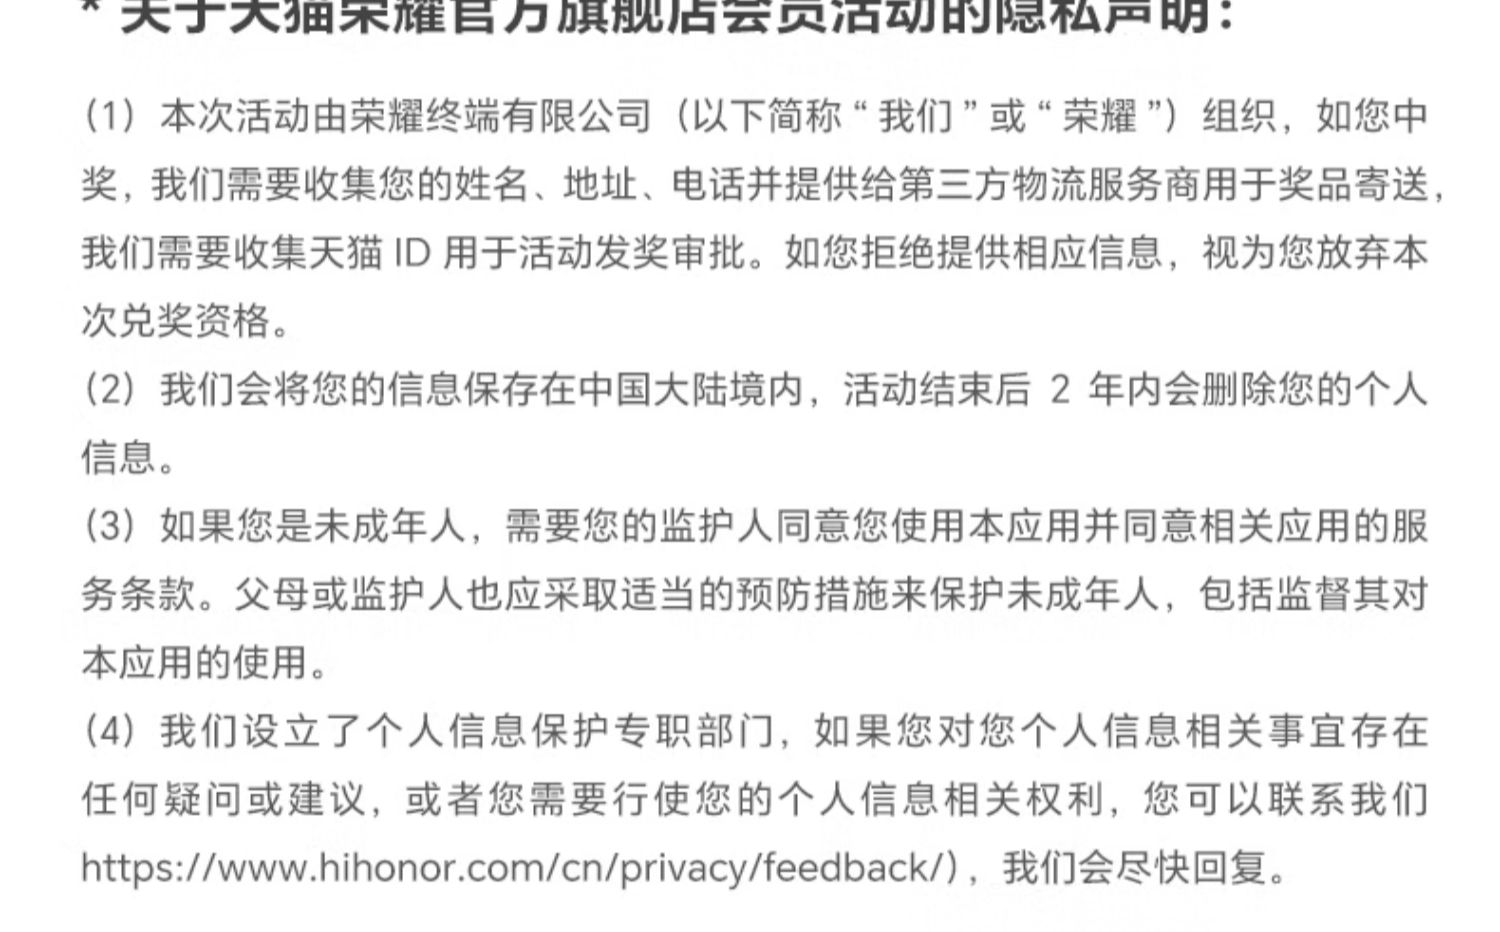 * 关于天猫荣耀官方旗舰店会员活动的隐私声明：
（1）本次活动由荣耀终端有限公司（以下简称“我们”或“荣耀”）组织，如您中
奖，我们需要收集您的姓名、地址、电话并提供给第三方物流服务商用于奖品寄送，
我们需要收集天猫 ID 用于活动发奖审批。如您拒绝提供相应信息，视为您放弃本
次兑奖资格。
（2）我们会将您的信息保存在中国大陆境内，活动结束后 2 年内会删除您的个人
信息。
（3）如果您是未成年人，需要您的监护人同意您使用本应用并同意相关应用的服
务条款。父母或监护人也应采取适当的预防措施来保护未成年人，包括监督其对
本应用的使用。
（4）我们设立了个人信息保护专职部门，如果您对您个人信息相关事宜存在
任何疑问或建议，或者您需要行使您的个人信息相关权利，您可以联系我们
https://www.hihonor.com/cn/privacy/feedback/)，我们会尽快回复。